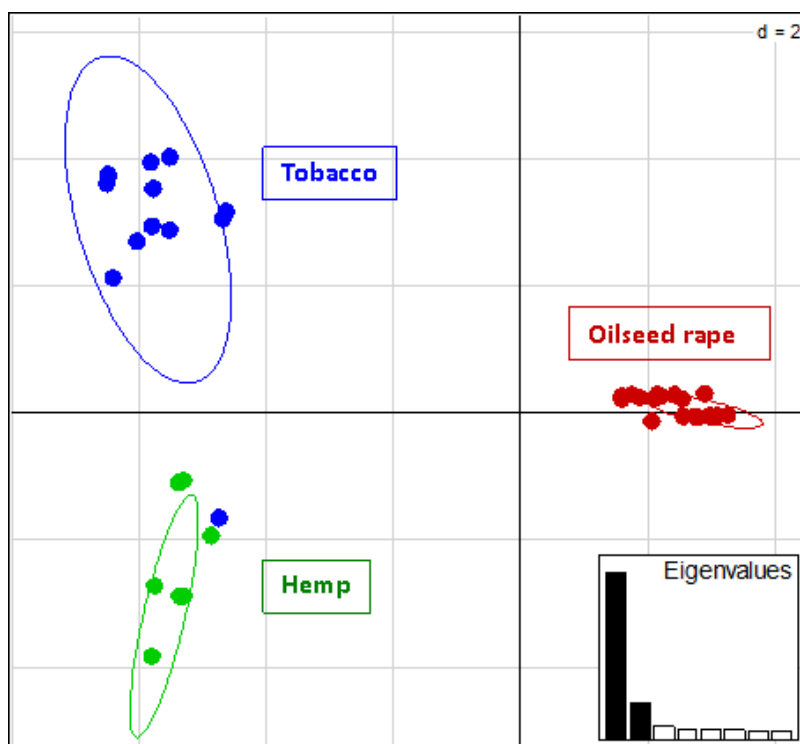 d = 2
Tobacco
Oilseed rape
Hemp
Eigenvalues